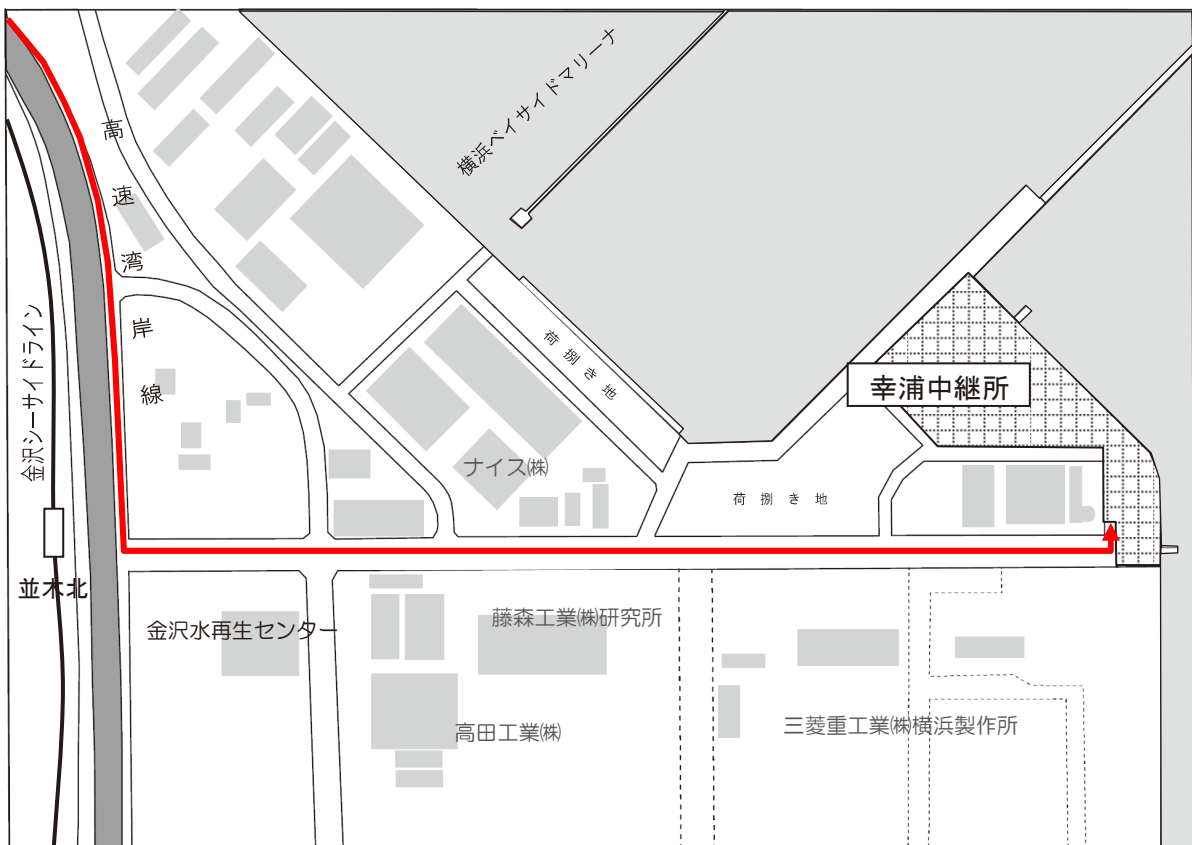 横浜ベイサイドマリーナ
高速湾岸線
金沢シーサイドライン
荷捌き地
幸浦中継所
ナイス㈱
荷捌き地
並木北
金沢水再生センター
藤森工業㈱研究所
高田工業㈱
三菱重工業㈱横浜製作所